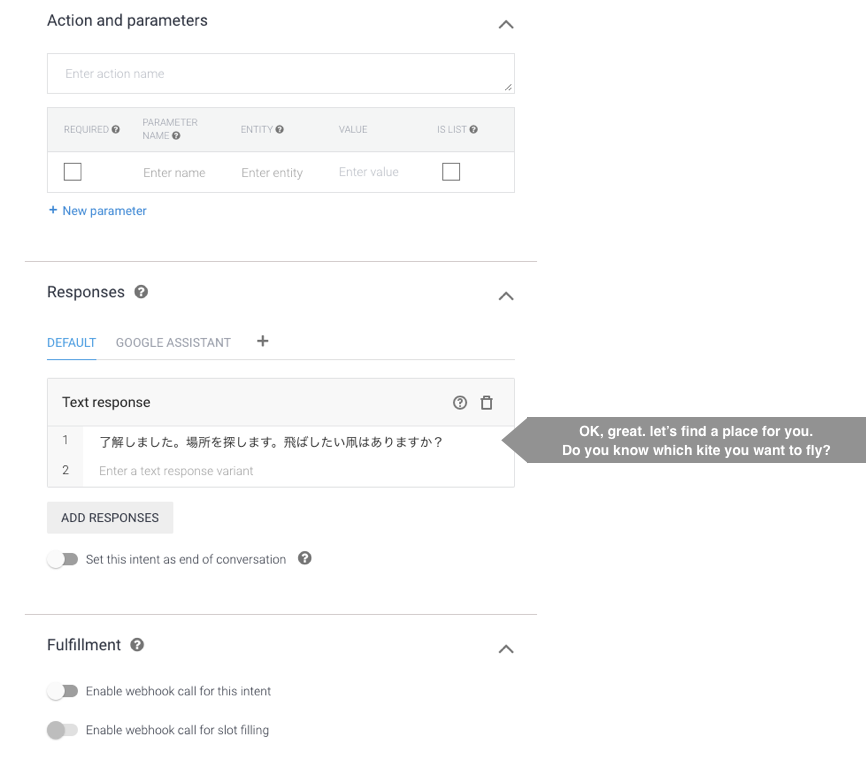 Action and parameters
Enter action name
REQUIRED PARAMETER NAME ENTITY VALUE IS LIST
Enter name Enter entity Enter value
+ New parameter
Responses
DEFAULT GOOGLE ASSISTANT +
Text response
1 了解しました。場所を探します。飛ばしたい凧はありますか？
2 Enter a text response variant
OK, great. let's find a place for you.
Do you know which kite you want to fly?
ADD RESPONSES
Set this intent as end of conversation
Fulfillment
Enable webhook call for this intent
Enable webhook call for slot filling